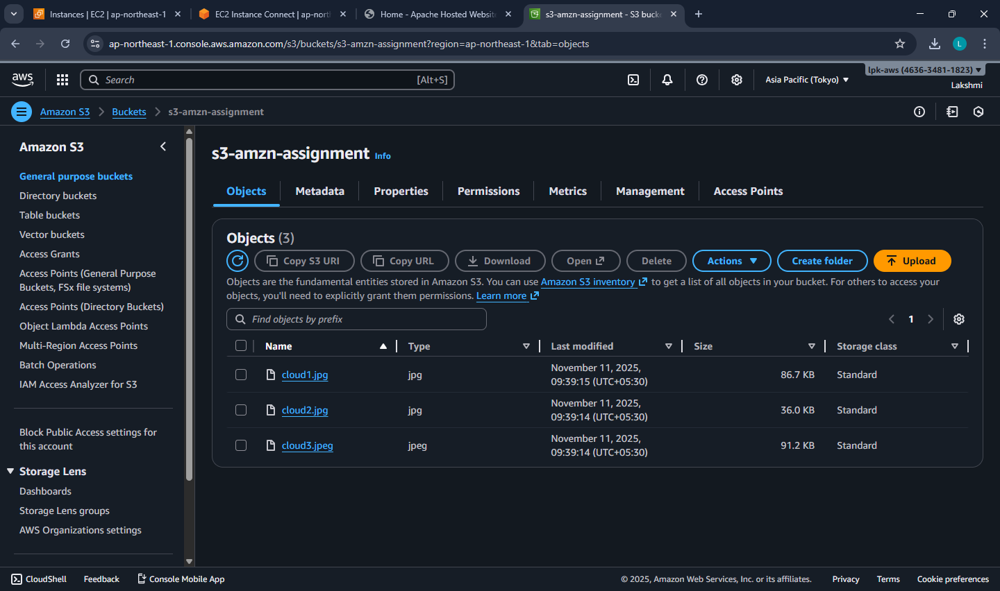 Instances | EC2 | ap-northeast-1
EC2 Instance Connect | ap-nort
Home - Apache Hosted Website
s3-amzn-assignment - S3 bucke
ap-northeast-1.console.aws.amazon.com/s3/buckets/s3-amzn-assignment?region=ap-northeast-1&tab=objects
L
aws
Search
[Alt+S]
Asia Pacific (Tokyo)
lpk-aws (4636-3481-1823)
Lakshmi
Amazon S3
Buckets
s3-amzn-assignment
Amazon S3
General purpose buckets
Directory buckets
Table buckets
Vector buckets
Access Grants
Access Points (General Purpose
Buckets, FSx file systems)
Access Points (Directory Buckets)
Object Lambda Access Points
Multi-Region Access Points
Batch Operations
IAM Access Analyzer for S3
Block Public Access settings for
this account
Storage Lens
Dashboards
Storage Lens groups
AWS Organizations settings
s3-amzn-assignment Info
Objects
Metadata
Properties
Permissions
Metrics
Management
Access Points
Objects (3)
Copy S3 URI
Copy URL
Download
Open
Delete
Actions
Create folder
Upload
Objects are the fundamental entities stored in Amazon S3. You can use Amazon S3 inventory to get a list of all objects in your bucket. For others to access your
objects, you'll need to explicitly grant them permissions. Learn more
Find objects by prefix
1
Name
Type
Last modified
Size
Storage class
cloud1.jpg
jpg
November 11, 2025,
09:39:15 (UTC+05:30)
86.7 KB
Standard
cloud2.jpg
jpg
November 11, 2025,
09:39:14 (UTC+05:30)
36.0 KB
Standard
cloud3.jpeg
jpeg
November 11, 2025,
09:39:14 (UTC+05:30)
91.2 KB
Standard
CloudShell
Feedback
Console Mobile App
© 2025, Amazon Web Services, Inc. or its affiliates.
Privacy
Terms
Cookie preferences